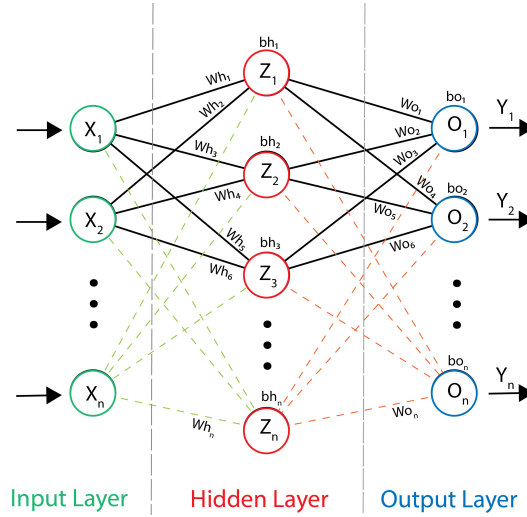 bh₁
Z₁
Wh₁
Wh₂
Wo₁
bo₁
Y₁
X₁
O₁
Wh₃
bh₂
Wo₂
Wo₃
Z₂
Wh₄
Wo₄
bo₂
Y₂
X₂
Wo₅
O₂
Wh₅
bh₃
Wo₆
Wh₆
Z₃
boₙ
Yₙ
Xₙ
Oₙ
bhₙ
Whₙ
Zₙ
Woₙ
Input Layer
Hidden Layer
Output Layer